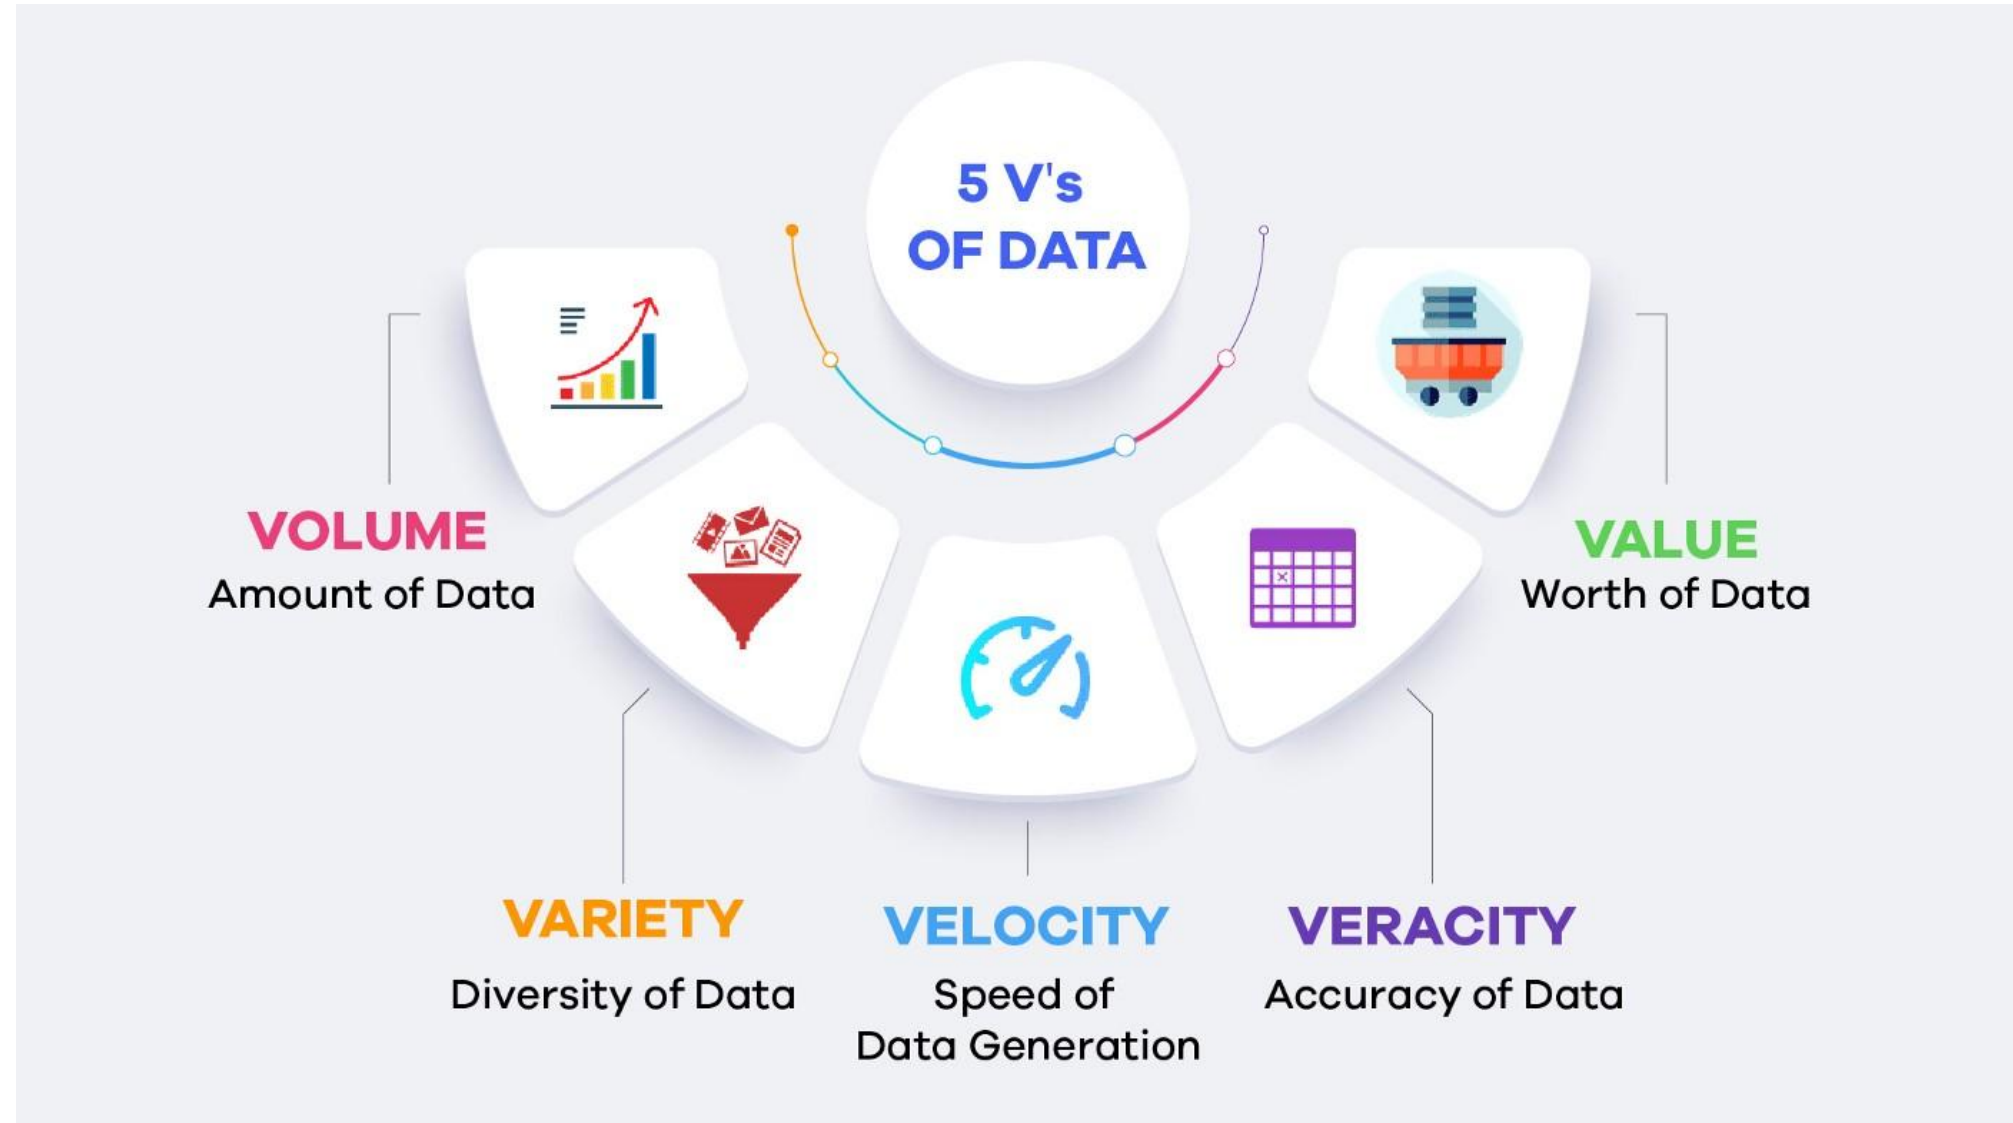 5 V's
OF DATA
VOLUME
Amount of Data
VARIETY
Diversity of Data
VELOCITY
Speed of
Data Generation
VERACITY
Accuracy of Data
VALUE
Worth of Data